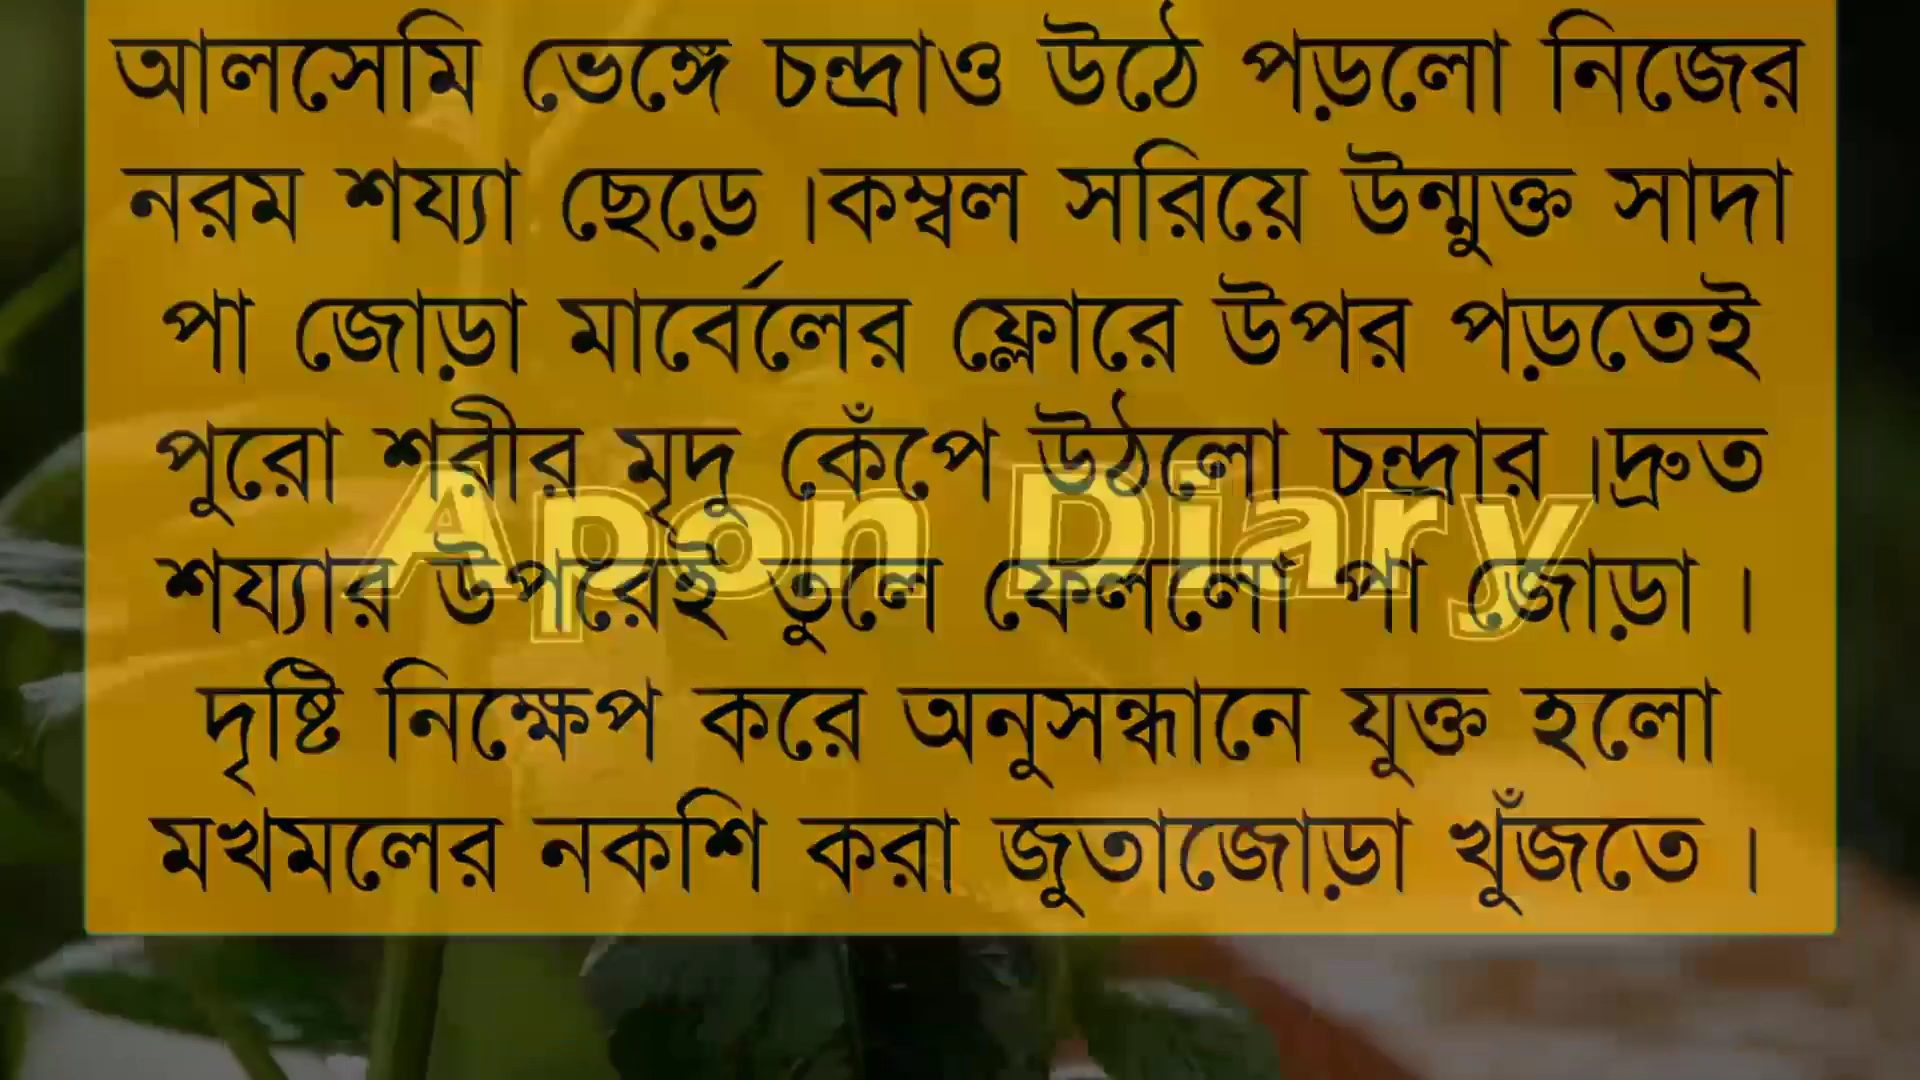 আলসেমি ভেঙ্গে চন্দ্রাও উঠে পড়লো নিজের
নরম শয্যা ছেড়ে ।কম্বল সরিয়ে উন্মুক্ত সাদা
পা জোড়া মার্বেলের ফ্লোরে উপর পড়তেই
পুরো শরীর মৃদু কেঁপে উঠলো চন্দ্রার ।দ্রুত
Apon Diary
শয্যার উপরেই তুলে ফেললো পা জোড়া ।
দৃষ্টি নিক্ষেপ করে অনুসন্ধানে যুক্ত হলো
মখমলের নকশি করা জুতাজোড়া খুঁজতে ।